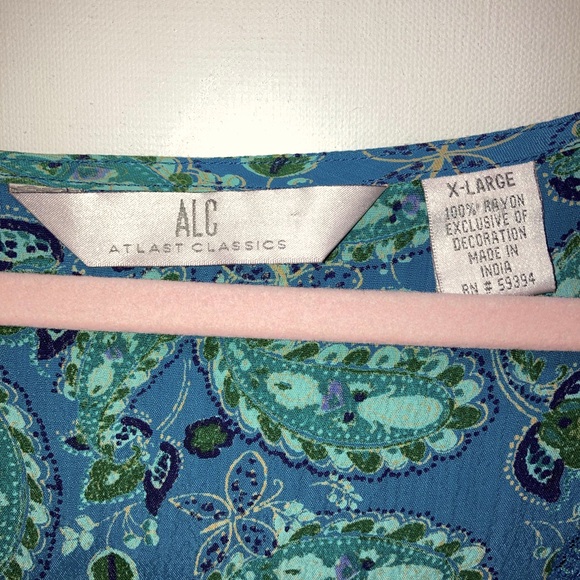 ALC
ATLAST CLASSICS
X-LARGE
100% RAYON
EXCLUSIVE OF
DECORATION
MADE IN
INDIA
RN # 59394